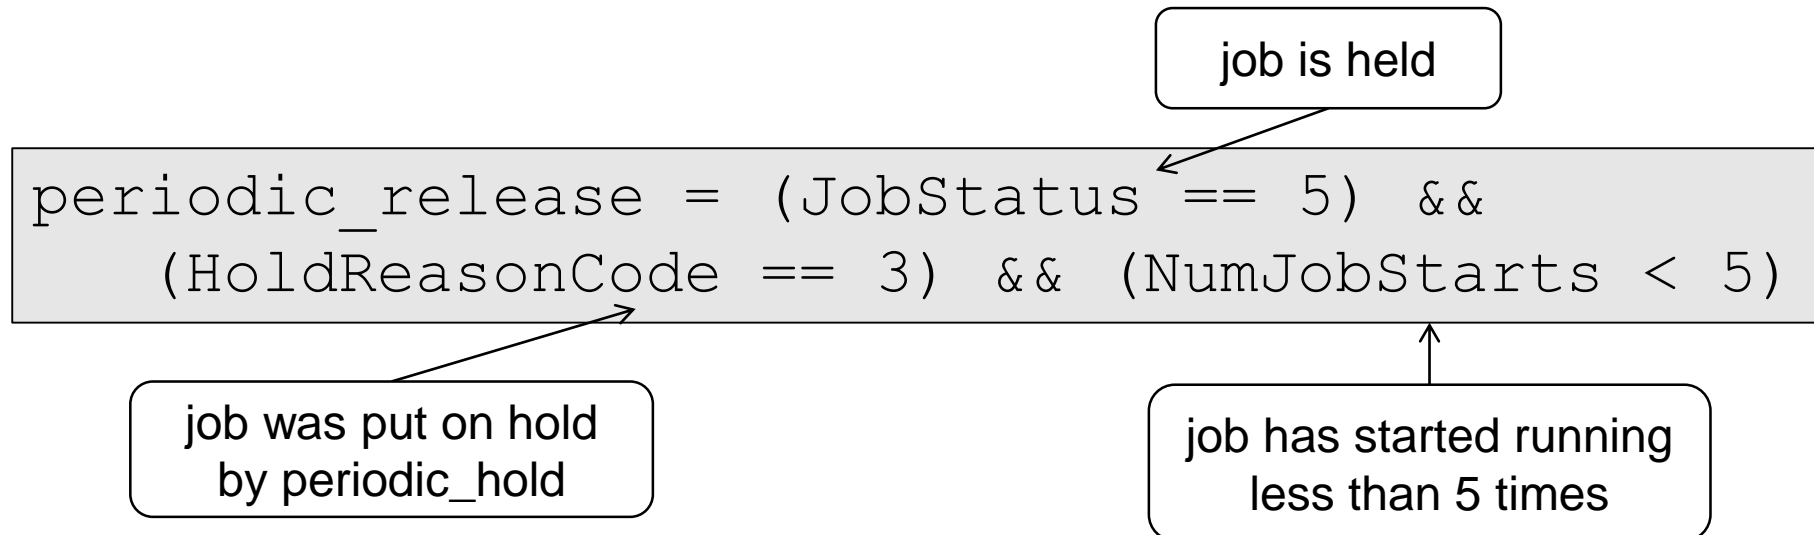 job is held
periodic_release = (JobStatus == 5) &&
(HoldReasonCode == 3) && (NumJobStarts < 5)
job was put on hold
by periodic_hold
job has started running
less than 5 times